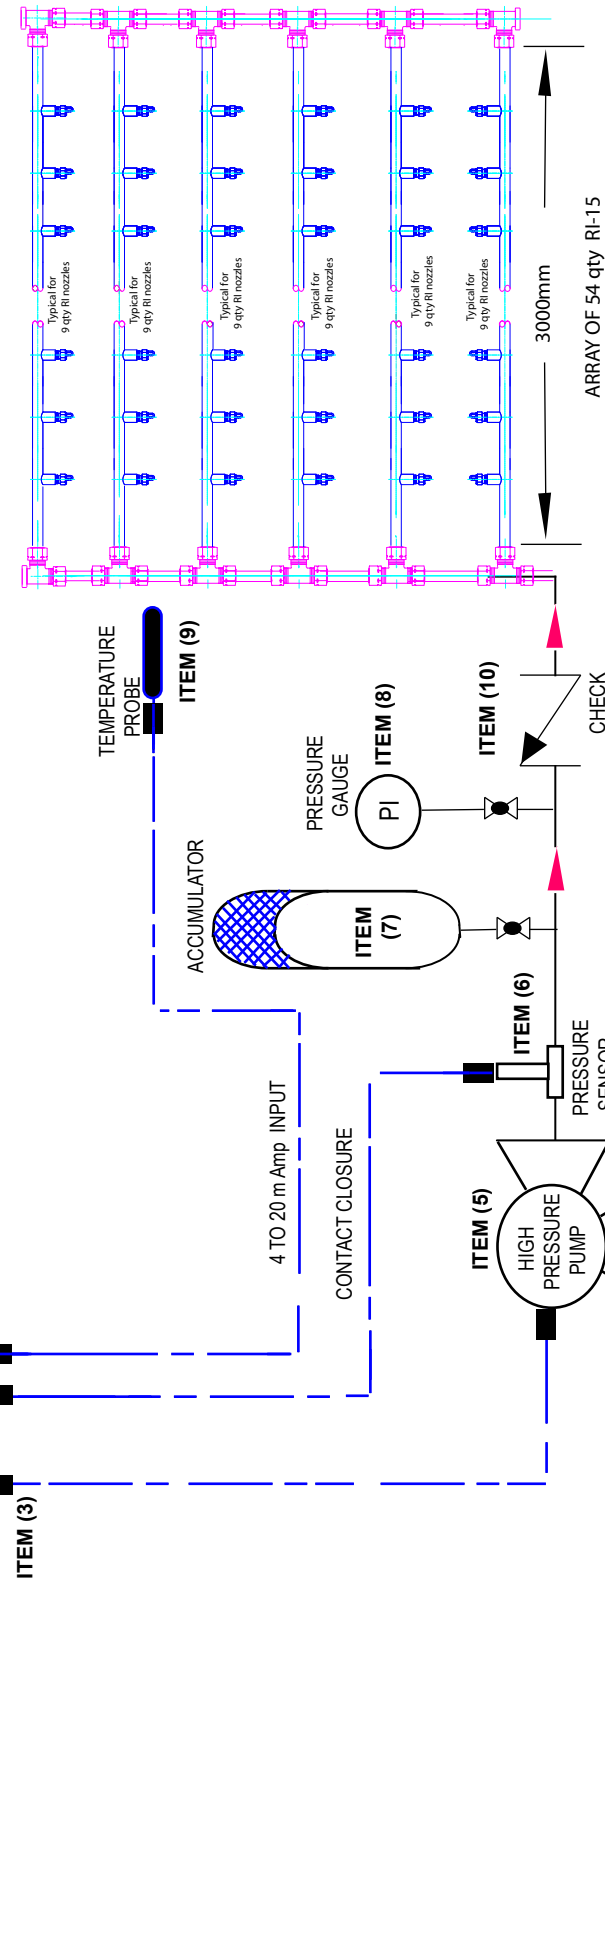 Typical for
9 qty RI nozzles
Typical for
9 qty RI nozzles
Typical for
9 qty RI nozzles
Typical for
9 qty RI nozzles
Typical for
9 qty RI nozzles
Typical for
9 qty RI nozzles
3000mm
ARRAY OF 54 qty RI-15
TEMPERATURE
PROBE
ITEM (9)
PRESSURE
GAUGE
PI
ITEM (8)
ITEM (10)
CHECK
ACCUMULATOR
ITEM
(7)
ITEM (6)
PRESSURE
SENSOR
4 TO 20 m Amp INPUT
CONTACT CLOSURE
ITEM (5)
HIGH
PRESSURE
PUMP
ITEM (3)